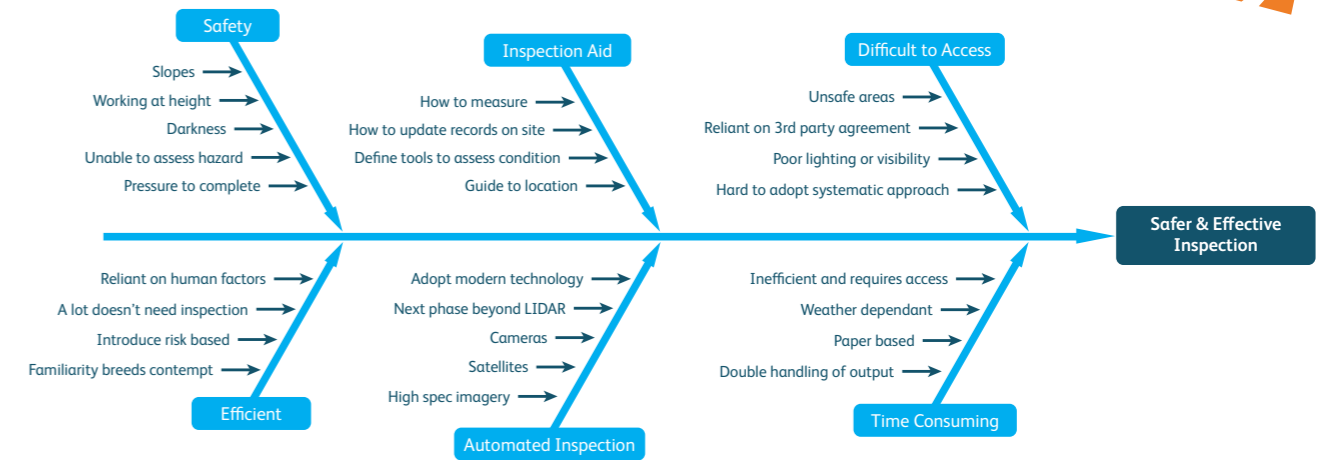 Safety
Slopes
Working at height
Darkness
Unable to assess hazard
Pressure to complete
Inspection Aid
How to measure
How to update records on site
Define tools to assess condition
Guide to location
Difficult to Access
Unsafe areas
Reliant on 3rd party agreement
Poor lighting or visibility
Hard to adopt systematic approach
Safer & Effective
Inspection
Reliant on human factors
A lot doesn't need inspection
Introduce risk based
Familiarity breeds contempt
Efficient
Adopt modern technology
Next phase beyond LIDAR
Cameras
Satellites
High spec imagery
Automated Inspection
Inefficient and requires access
Weather dependant
Paper based
Double handling of output
Time Consuming